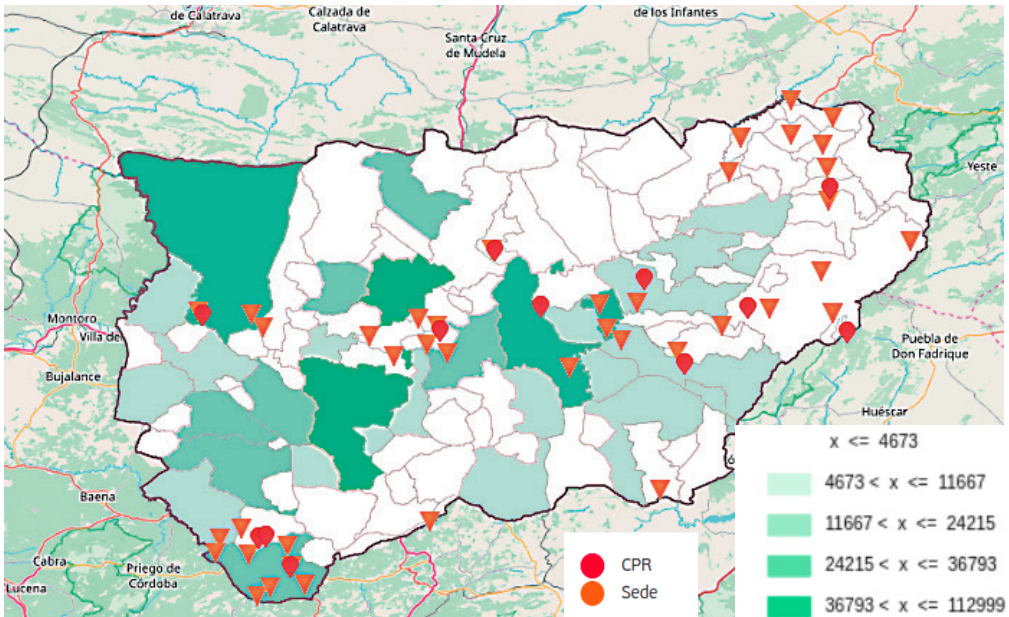 de Calatrava
Calzada de
Calatrava
de los Infantes
Santa Cruz
de Mudela
Yeste
Montoro
Villa del
Bujalance
Puebla de
Don Fadrique
Huéscar
Baena
Cabra
Lucena
Priego de
Córdoba
CPR
Sede
x <= 4673
4673 < x <= 11667
11667 < x <= 24215
24215 < x <= 36793
36793 < x <= 112999